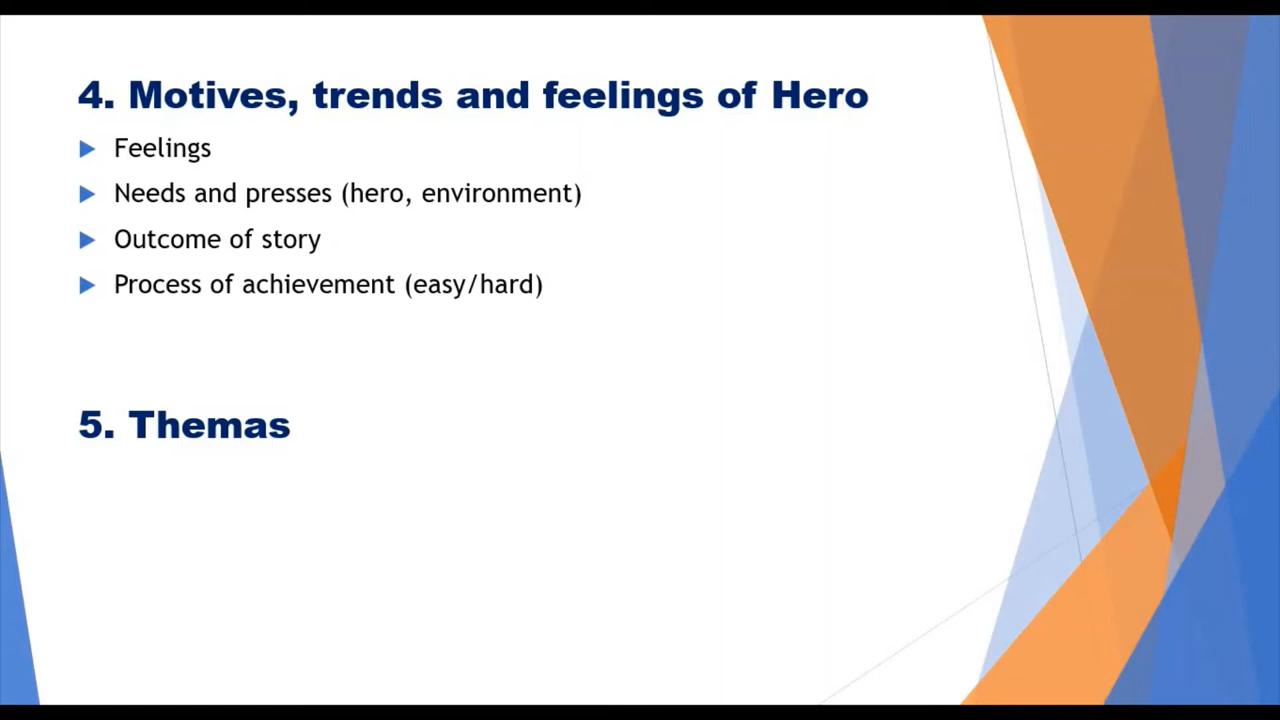 4. Motives, trends and feelings of Hero
Feelings
Needs and presses (hero, environment)
Outcome of story
Process of achievement (easy/hard)
5. Themas